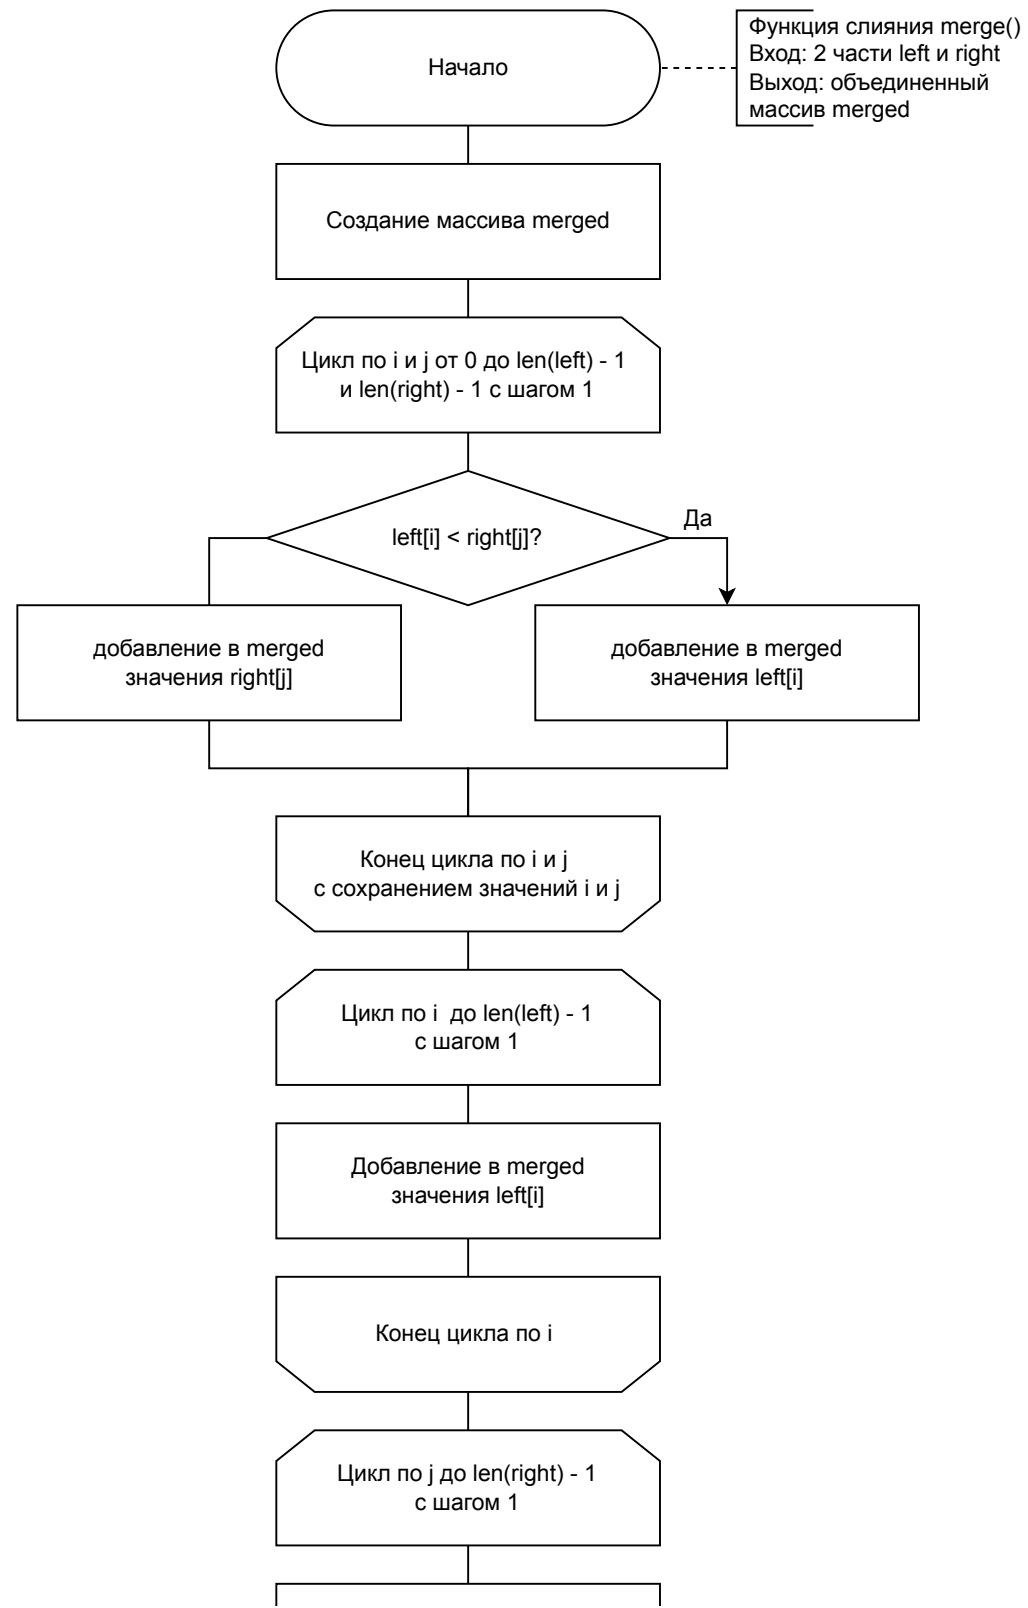 Начало
Функция слияния merge()
Вход: 2 части left и right
Выход: объединенный
массив merged
Создание массива merged
Цикл по i и j от 0 до len(left) - 1
и len(right) - 1 с шагом 1
left[i] < right[j]?
Да
добавление в merged
значения right[j]
добавление в merged
значения left[i]
Конец цикла по i и j
с сохранением значений i и j
Цикл по i  до len(left) - 1
с шагом 1
Добавление в merged
значения left[i]
Конец цикла по i
Цикл по j до len(right) - 1
с шагом 1